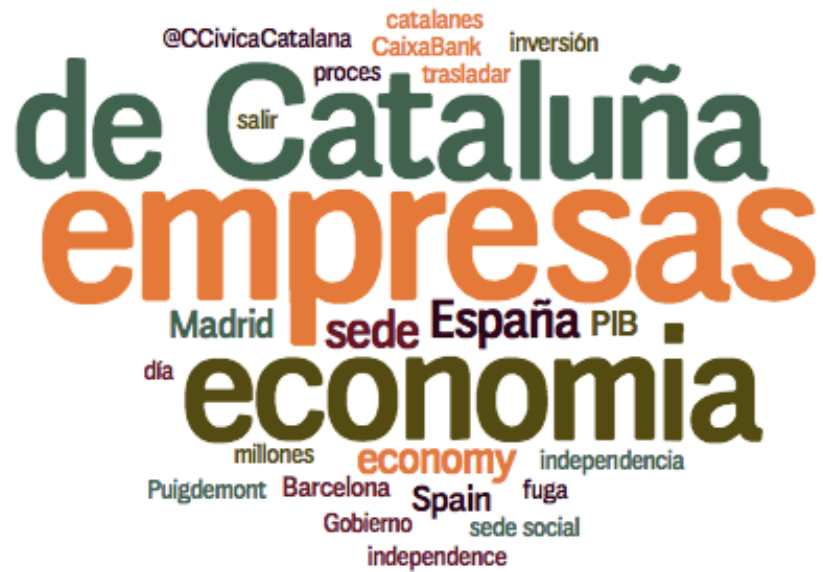 catalanes
@CCivicaCatalana CaixaBank inversión
proces trasladar
de Cataluña
salir
empresas
Madrid sede España PIB
día economia
millones economy independencia
Puigdemont Barcelona Spain fuga
Gobierno sede social
independence